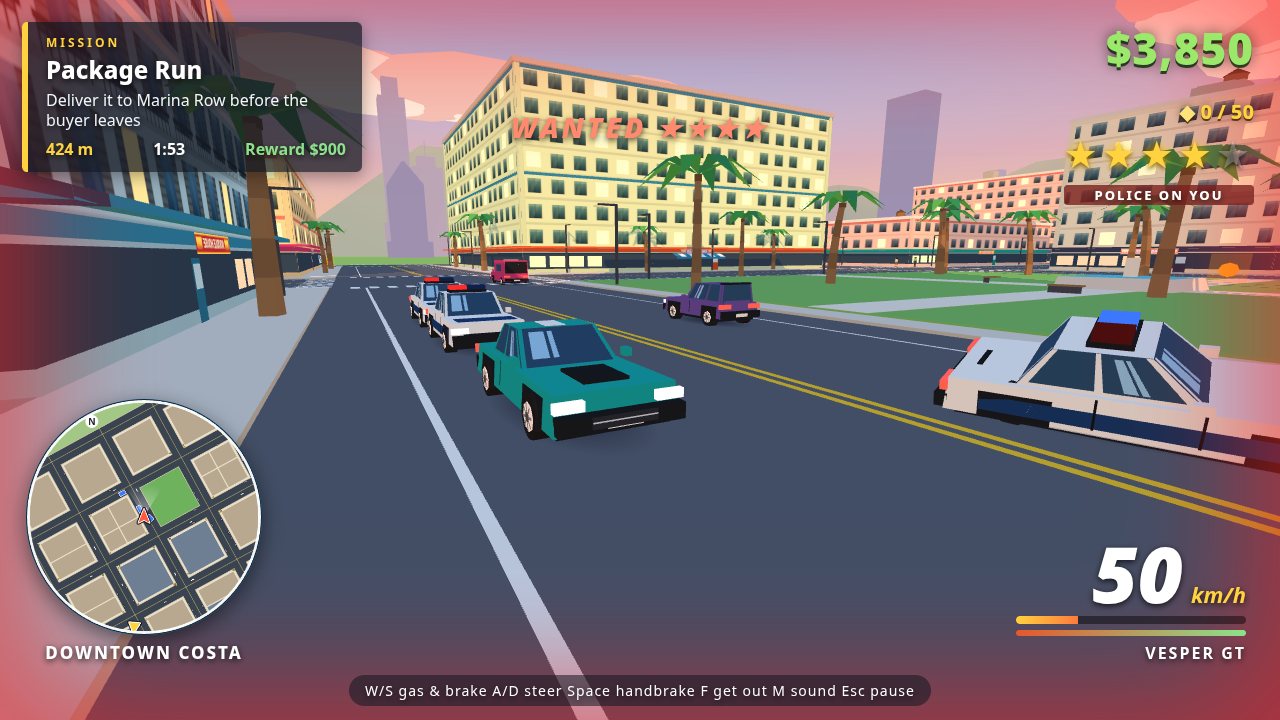 MISSION
Package Run
Deliver it to Marina Row before the
buyer leaves
424 m 1:53 Reward $900
$3,850
◆ 0 / 50
WANTED ★★★★
POLICE ON YOU
N
DOWNTOWN COSTA
50 km/h
VESPER GT
W/S gas & brake A/D steer Space handbrake F get out M sound Esc pause